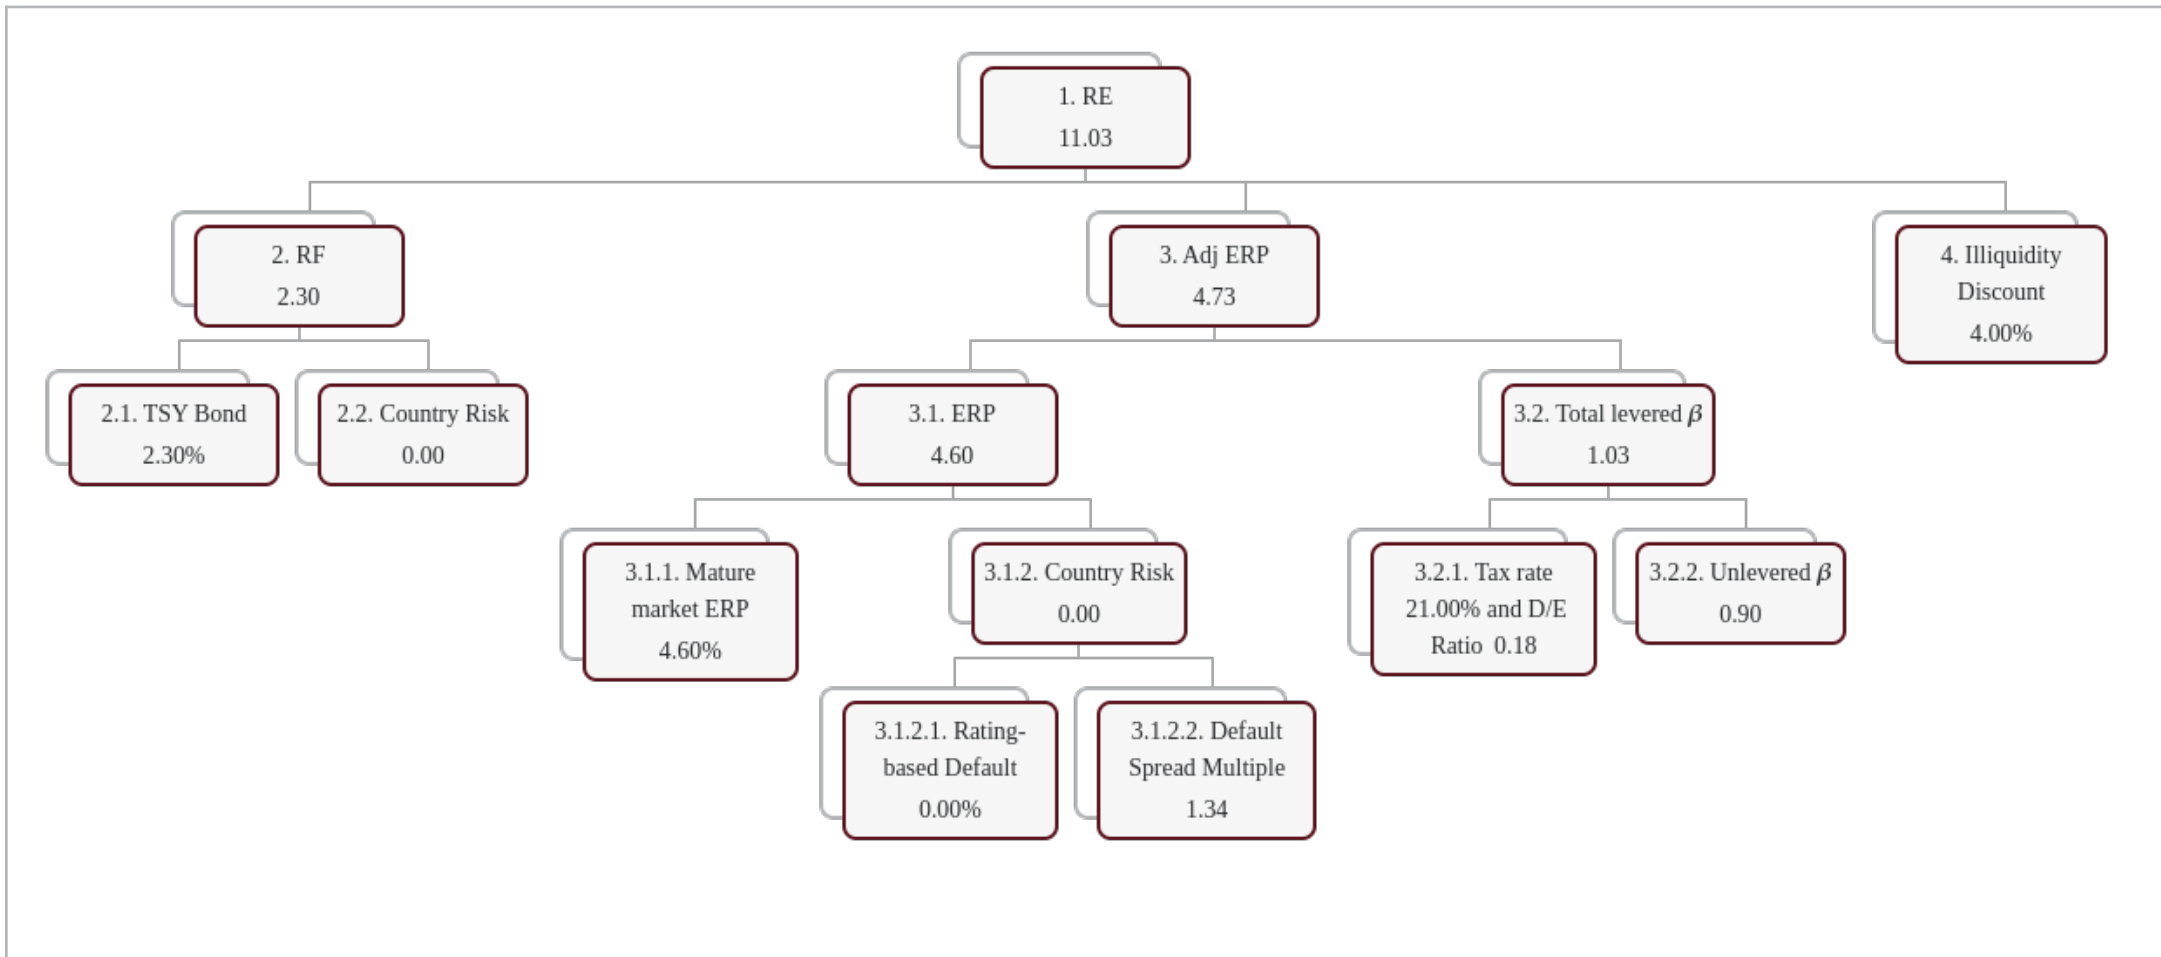 1. RE
11.03
2. RF
2.30
3. Adj ERP
4.73
4. Illiquidity
Discount
4.00%
2.1. TSY Bond
2.30%
2.2. Country Risk
0.00
3.1. ERP
4.60
3.2. Total levered β
1.03
3.1.1. Mature
market ERP
4.60%
3.1.2. Country Risk
0.00
3.2.1. Tax rate
21.00% and D/E
Ratio 0.18
3.2.2. Unlevered β
0.90
3.1.2.1. Rating-
based Default
0.00%
3.1.2.2. Default
Spread Multiple
1.34